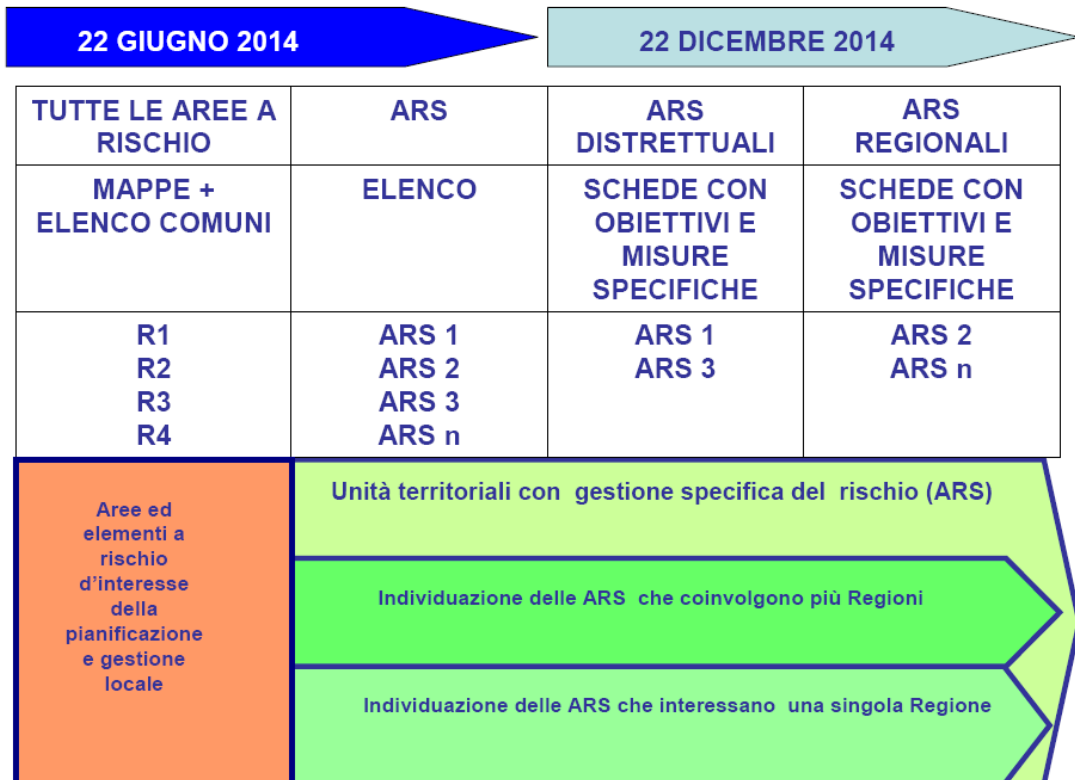 22 GIUGNO 2014
22 DICEMBRE 2014
TUTTE LE AREE A
RISCHIO
ARS
ARS
DISTRETTUALI
ARS
REGIONALI
MAPPE +
ELENCO COMUNI
ELENCO
SCHEDE CON
OBIETTIVI E
MISURE
SPECIFICHE
SCHEDE CON
OBIETTIVI E
MISURE
SPECIFICHE
R1
R2
R3
R4
ARS 1
ARS 2
ARS 3
ARS n
ARS 1
ARS 3
ARS 2
ARS n
Aree ed
elementi a
rischio
d'interesse
della
pianificazione
e gestione
locale
Unità territoriali con gestione specifica del rischio (ARS)
Individuazione delle ARS che coinvolgono più Regioni
Individuazione delle ARS che interessano una singola Regione